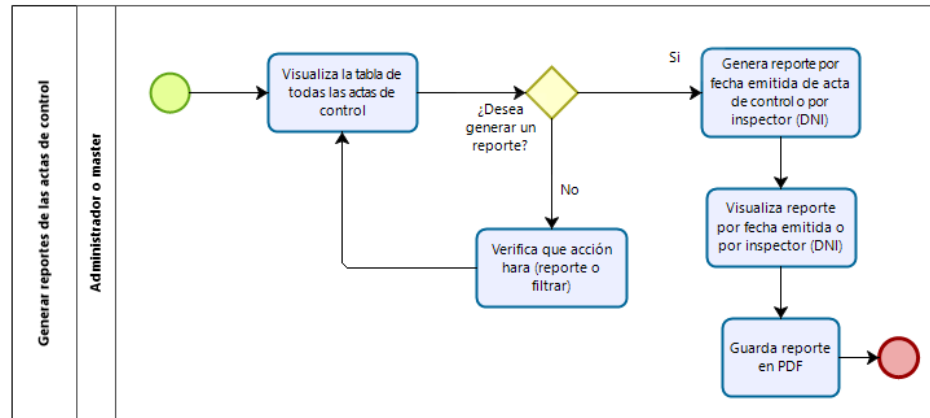 Generar reportes de las actas de control
Administrador o master
Visualiza la tabla de
todas las actas de
control
¿Desea
generar un
reporte?
Si
Genera reporte por
fecha emitida de acta
de control o por
inspector (DNI)
No
Verifica que acción
hara (reporte o
filtrar)
Visualiza reporte
por fecha emitida o
por inspector (DNI)
Guarda reporte
en PDF